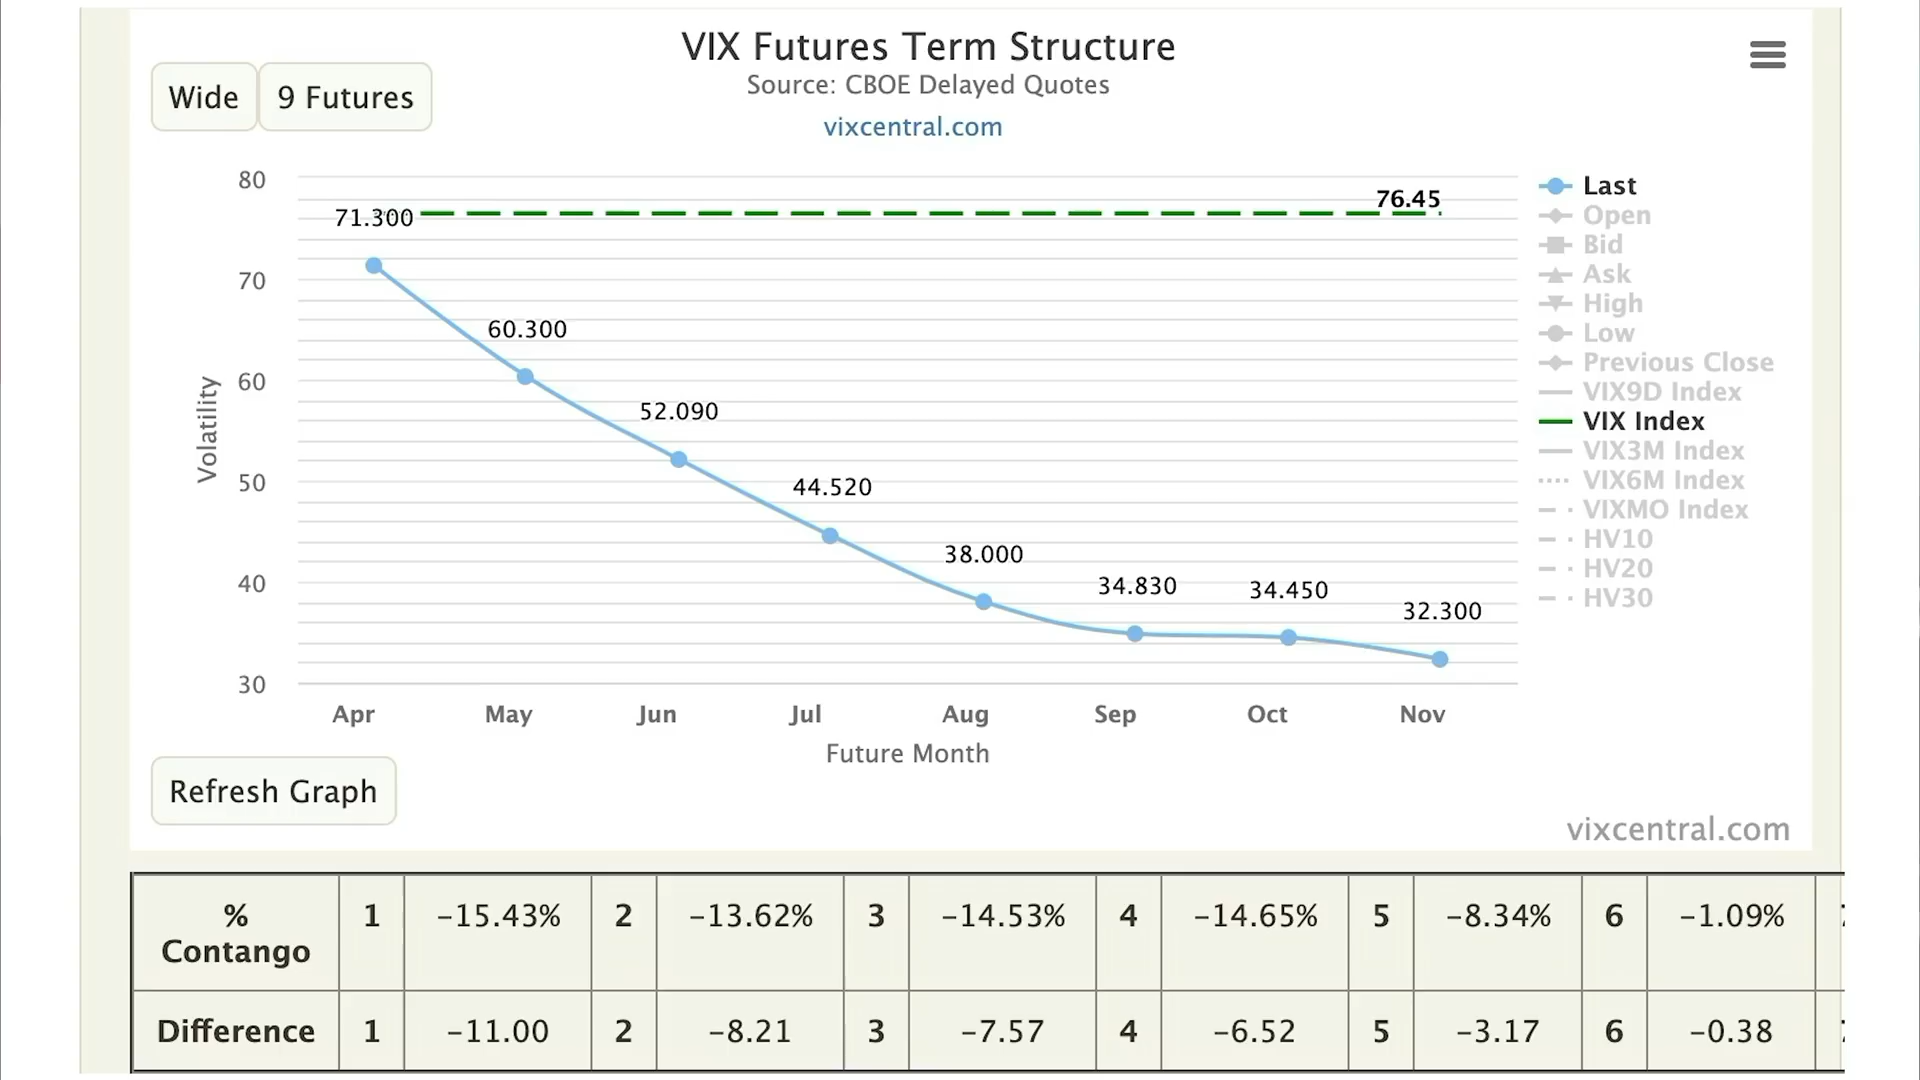 VIX Futures Term Structure
Source: CBOE Delayed Quotes
vixcentral.com
Wide
9 Futures
80
70
60
50
40
30
Volatility
71.300
60.300
52.090
44.520
38.000
34.830
34.450
32.300
76.45
Apr May Jun Jul Aug Sep Oct Nov
Future Month
Last
Open
Bid
Ask
High
Low
Previous Close
VIX9D Index
VIX Index
VIX3M Index
VIX6M Index
VIXMO Index
HV10
HV20
HV30
Refresh Graph
vixcentral.com
% Contango 1 -15.43% 2 -13.62% 3 -14.53% 4 -14.65% 5 -8.34% 6 -1.09%
Difference 1 -11.00 2 -8.21 3 -7.57 4 -6.52 5 -3.17 6 -0.38